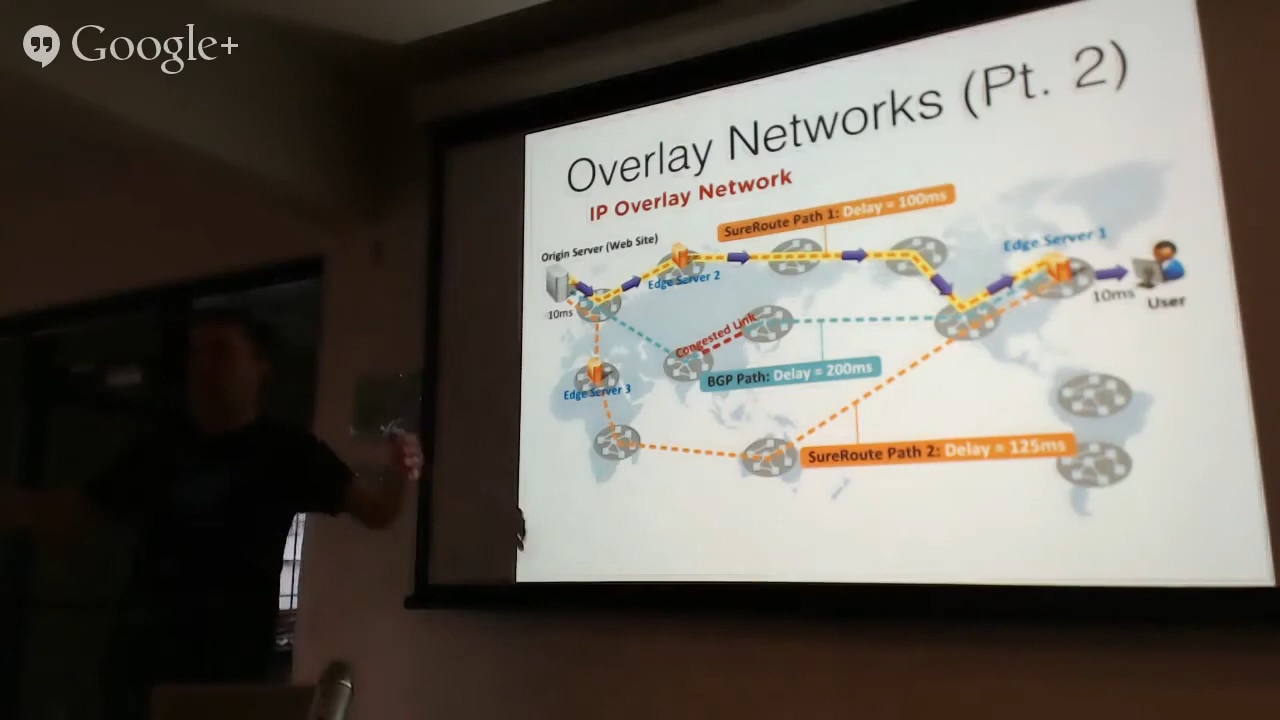 Google+
Overlay Networks (Pt. 2)
IP Overlay Network
SureRoute Path 1: Delay = 100ms
Origin Server (Web Site)
Edge Server 1
Edge Server 2
10ms
10ms
User
Congested Link
BGP Path: Delay = 200ms
Edge Server 3
SureRoute Path 2: Delay = 125ms